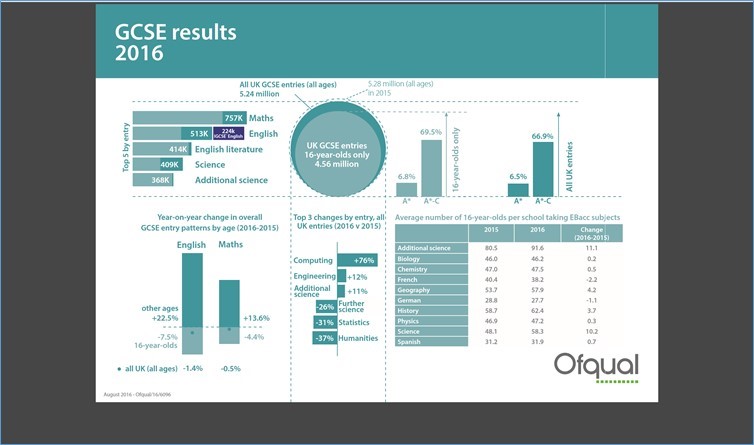 GCSE results
2016
All UK GCSE entries (all ages)
5.24 million
5.28 million (all ages)
in 2015
Top 5 by entry
757K Maths
513K 224k IGCSE English English
414K English literature
409K Science
368K Additional science
UK GCSE entries
16-year-olds only
4.56 million
6.8%
69.5%
A* A*-C
16-year-olds only
6.5%
66.9%
A* A*-C
All UK entries
Year-on-year change in overall
GCSE entry patterns by age (2016-2015)
English Maths
other ages
+22.5% +13.6%
-7.5% -4.4%
16-year-olds
• all UK (all ages) -1.4% -0.5%
Top 3 changes by entry, all
UK entries (2016 v 2015)
Computing +76%
Engineering +12%
Additional
science +11%
-26% Further
science
-31% Statistics
-37% Humanities
Average number of 16-year-olds per school taking EBacc subjects
2015 2016 Change
(2016-2015)
Additional science 80.5 91.6 11.1
Biology 46.0 46.2 0.2
Chemistry 47.0 47.5 0.5
French 40.4 38.2 -2.2
Geography 53.7 57.9 4.2
German 28.8 27.7 -1.1
History 58.7 62.4 3.7
Physics 46.9 47.2 0.3
Science 48.1 58.3 10.2
Spanish 31.2 31.9 0.7
Ofqual
August 2016 - Ofqual/16/6096